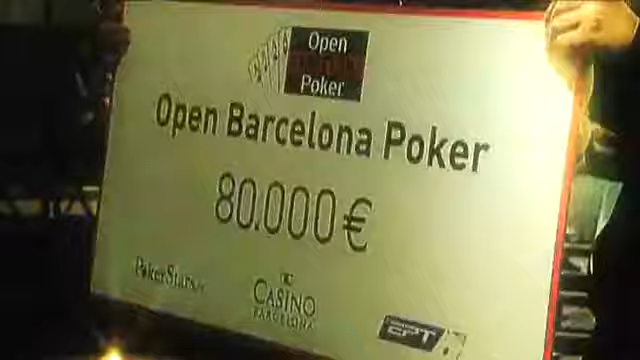 Open
Poker
Open Barcelona Poker
80.000 €
PokerStars
CASINO
BARCELONA
EPT